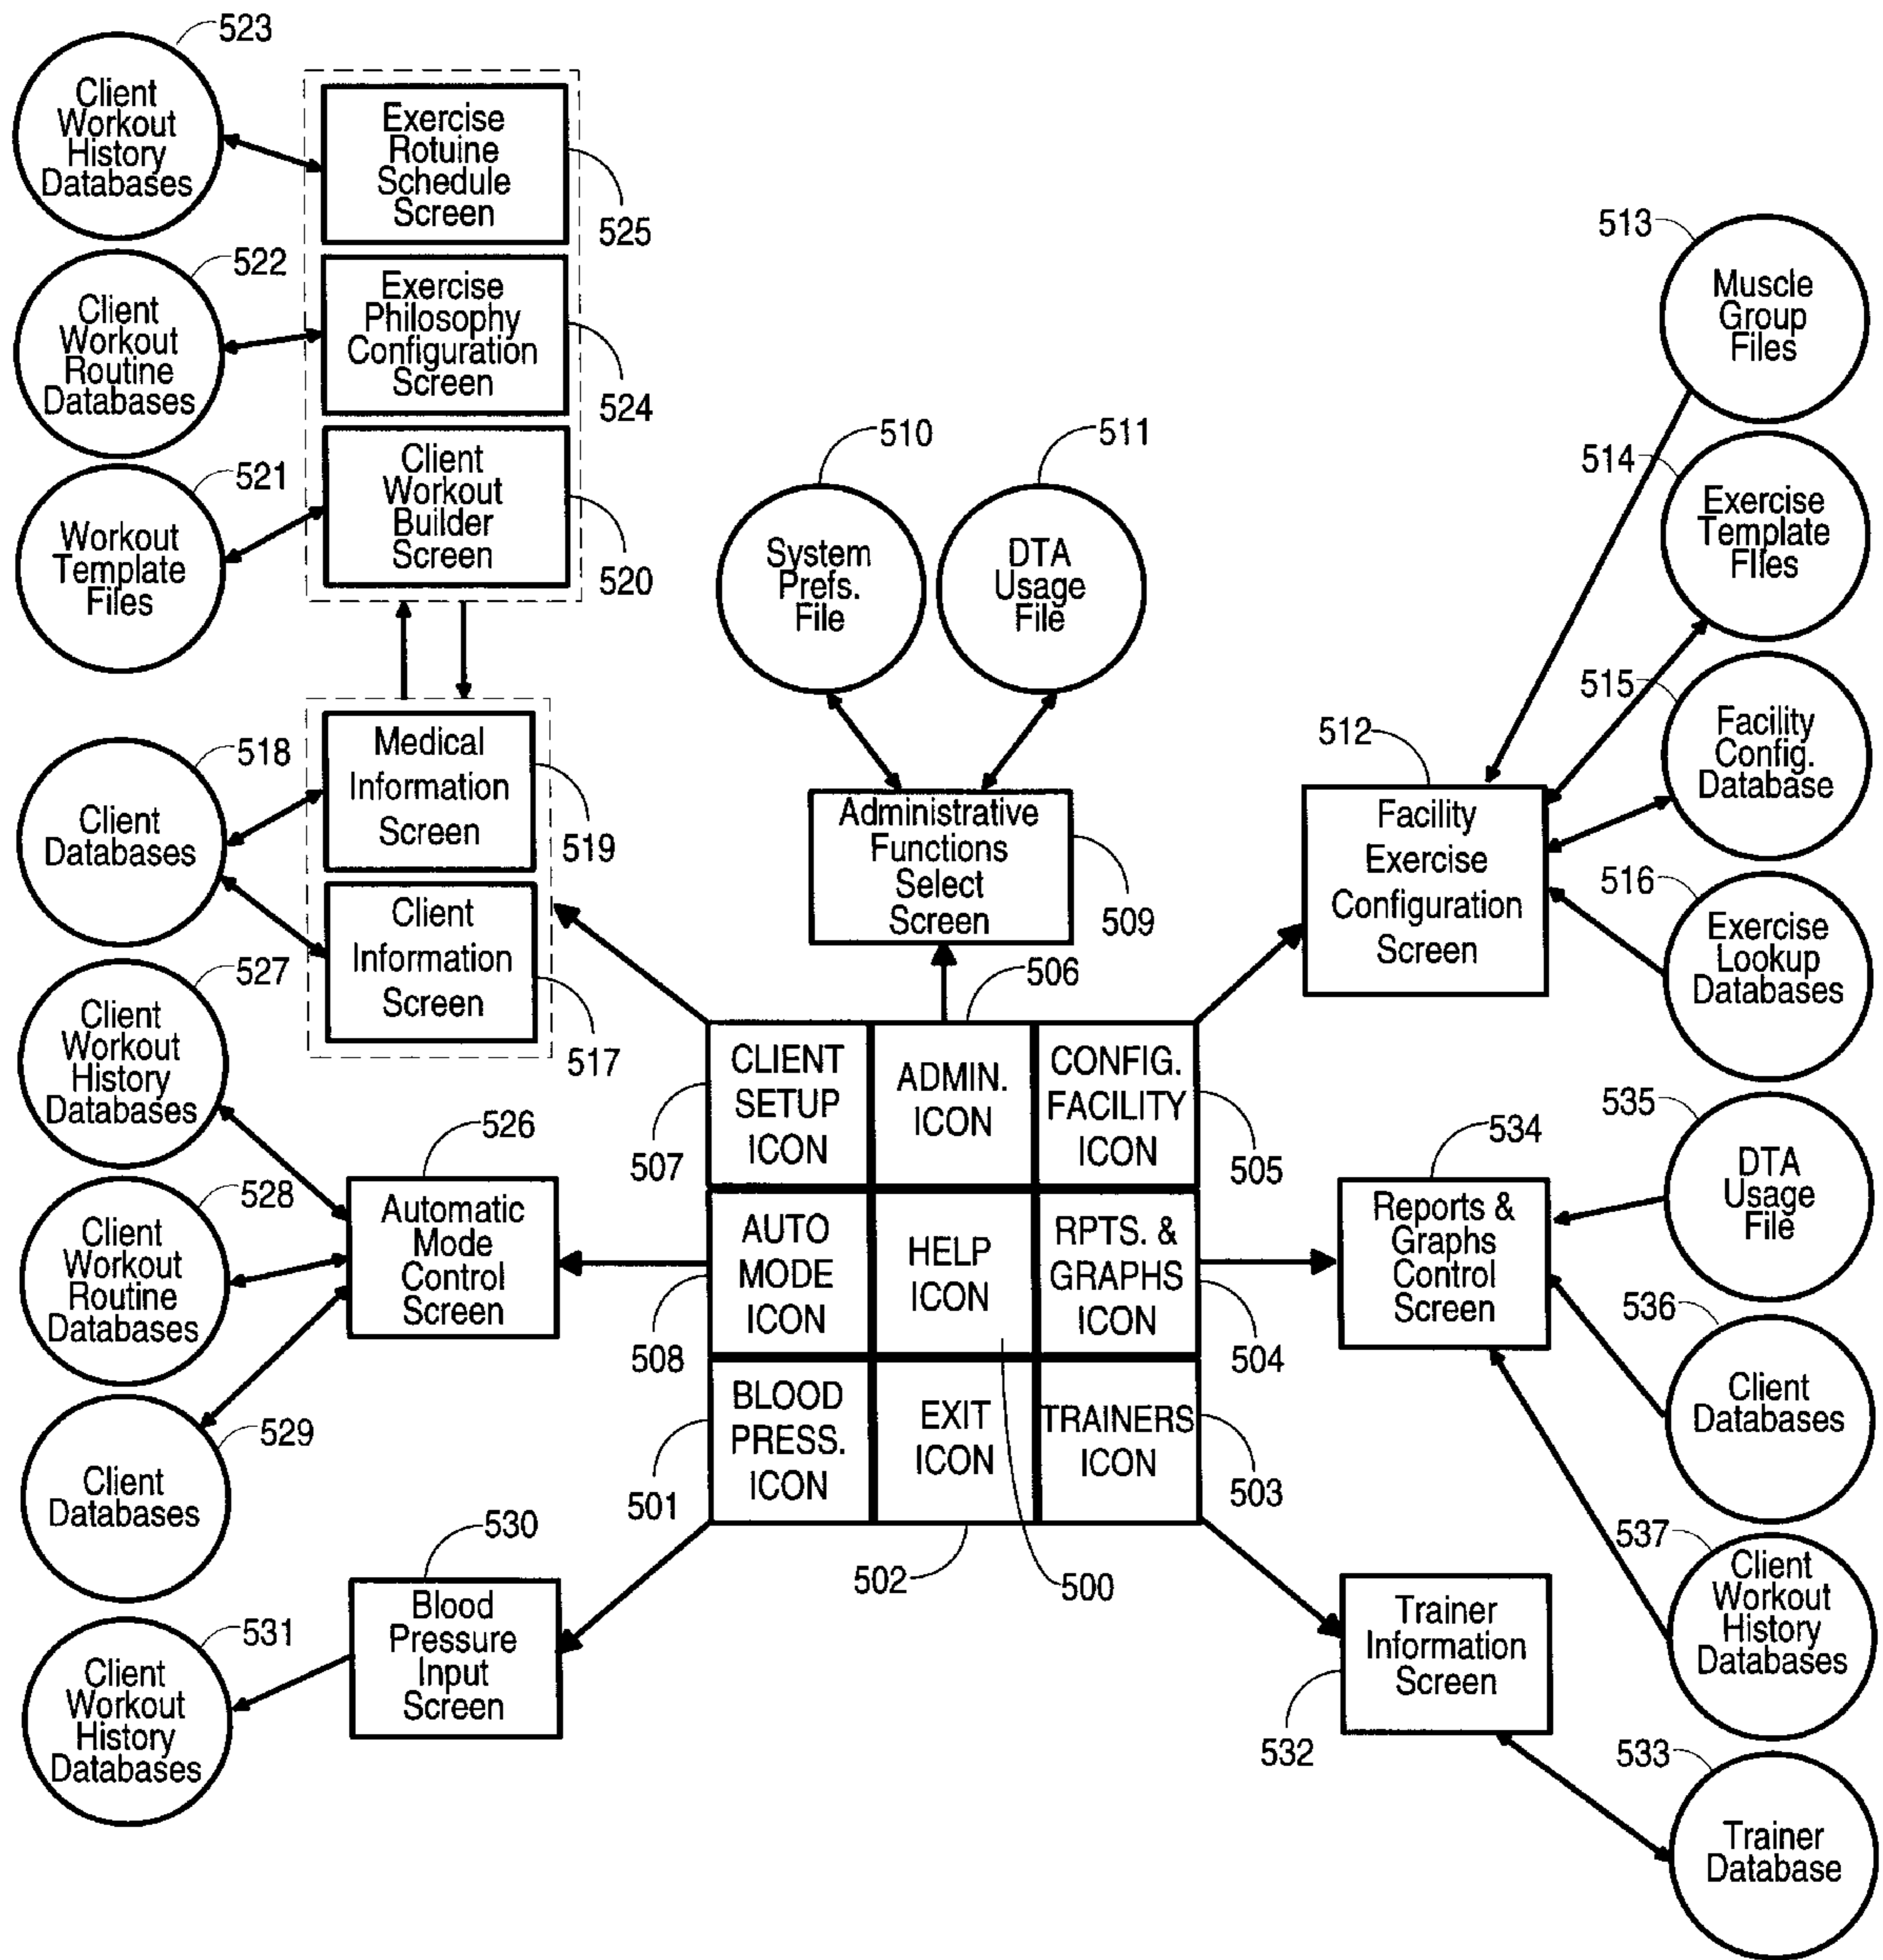 523
Client
Workout
History
Databases
Exercise
Rotuine
Schedule
Screen
525
522
Client
Workout
Routine
Databases
Exercise
Philosophy
Configuration
Screen
524
521
Workout
Template
Files
Client
Workout
Builder
Screen
520
510
System
Prefs.
File
511
DTA
Usage
File
Administrative
Functions
Select
Screen
509
513
Muscle
Group
Files
514
Exercise
Template
FIles
515
Facility
Config.
Database
516
Exercise
Lookup
Databases
512
Facility
Exercise
Configuration
Screen
518
Client
Databases
Medical
Information
Screen
519
Client
Information
Screen
517
506
CLIENT
SETUP
ICON
507
ADMIN.
ICON
CONFIG.
FACILITY
ICON
505
AUTO
MODE
ICON
508
HELP
ICON
RPTS. &
GRAPHS
ICON
504
BLOOD
PRESS.
ICON
501
EXIT
ICON
TRAINERS
ICON
503
502
500
527
Client
Workout
History
Databases
526
Automatic
Mode
Control
Screen
528
Client
Workout
Routine
Databases
529
Client
Databases
530
Blood
Pressure
Input
Screen
531
Client
Workout
History
Databases
534
Reports &
Graphs
Control
Screen
535
DTA
Usage
File
536
Client
Databases
537
Client
Workout
History
Databases
Trainer
Information
Screen
532
533
Trainer
Database